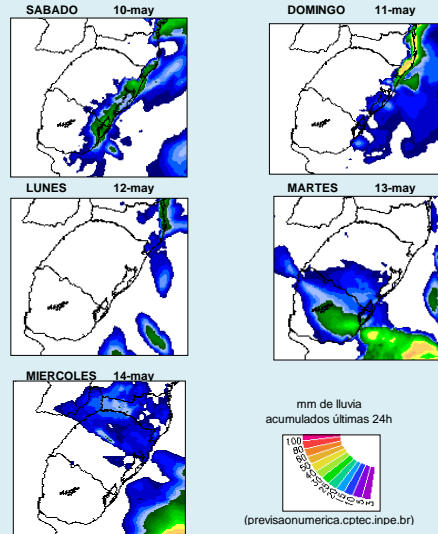 SABADO 10-may
DOMINGO 11-may
LUNES 12-may
MARTES 13-may
MIERCOLES 14-may
mm de lluvia
acumulados últimas 24h
100
80
(previsaonumerica.cptec.inpe.br)